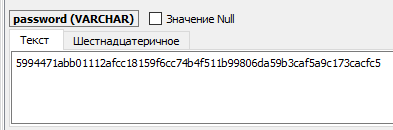 password (VARCHAR) Значение Null
Текст Шестнадцатеричное
5994471abb01112afcc18159f6cc74b4f511b99806da59b3caf5a9c173cacfc5